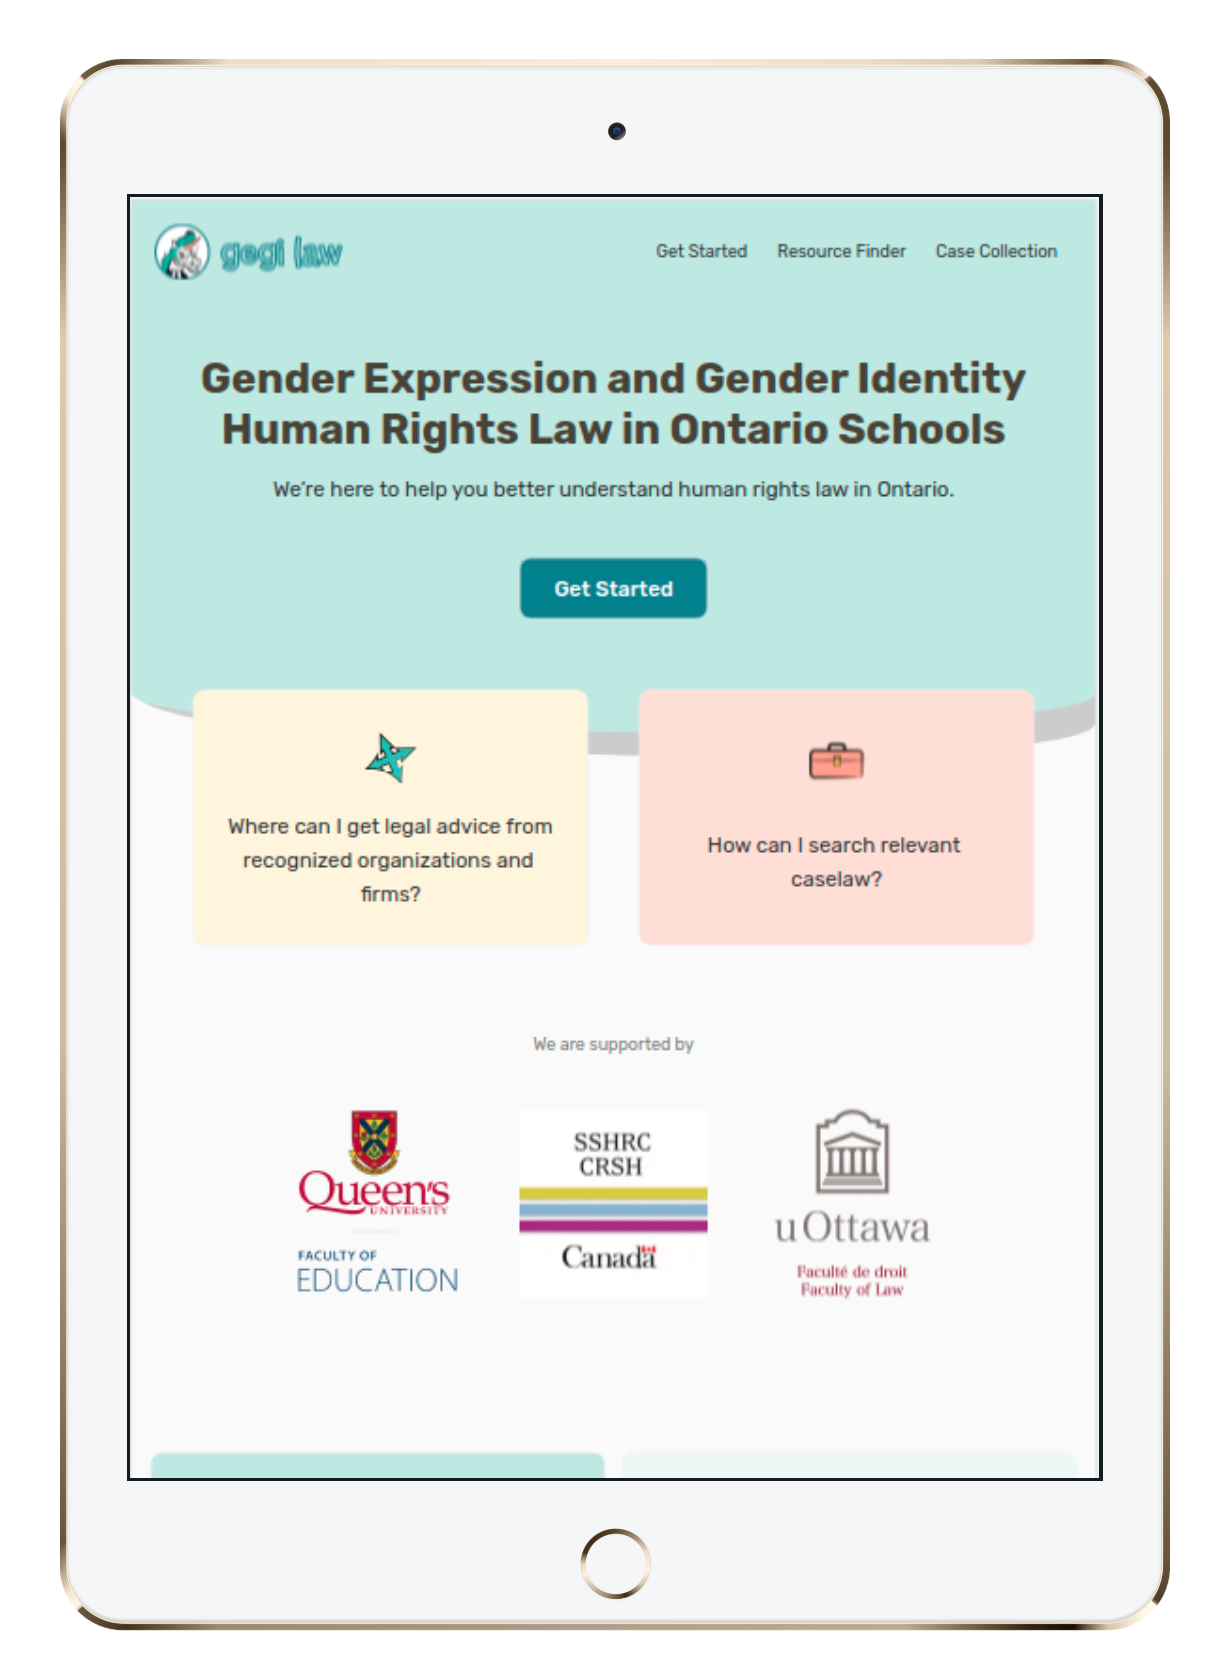 gegi law
Get Started Resource Finder Case Collection
Gender Expression and Gender Identity
Human Rights Law in Ontario Schools
We're here to help you better understand human rights law in Ontario.
Get Started
Where can I get legal advice from
recognized organizations and
firms?
How can I search relevant
caselaw?
We are supported by
Queen's
UNIVERSITY
FACULTY OF
EDUCATION
SSHRC
CRSH
Canada
uOttawa
Faculté de droit
Faculty of Law